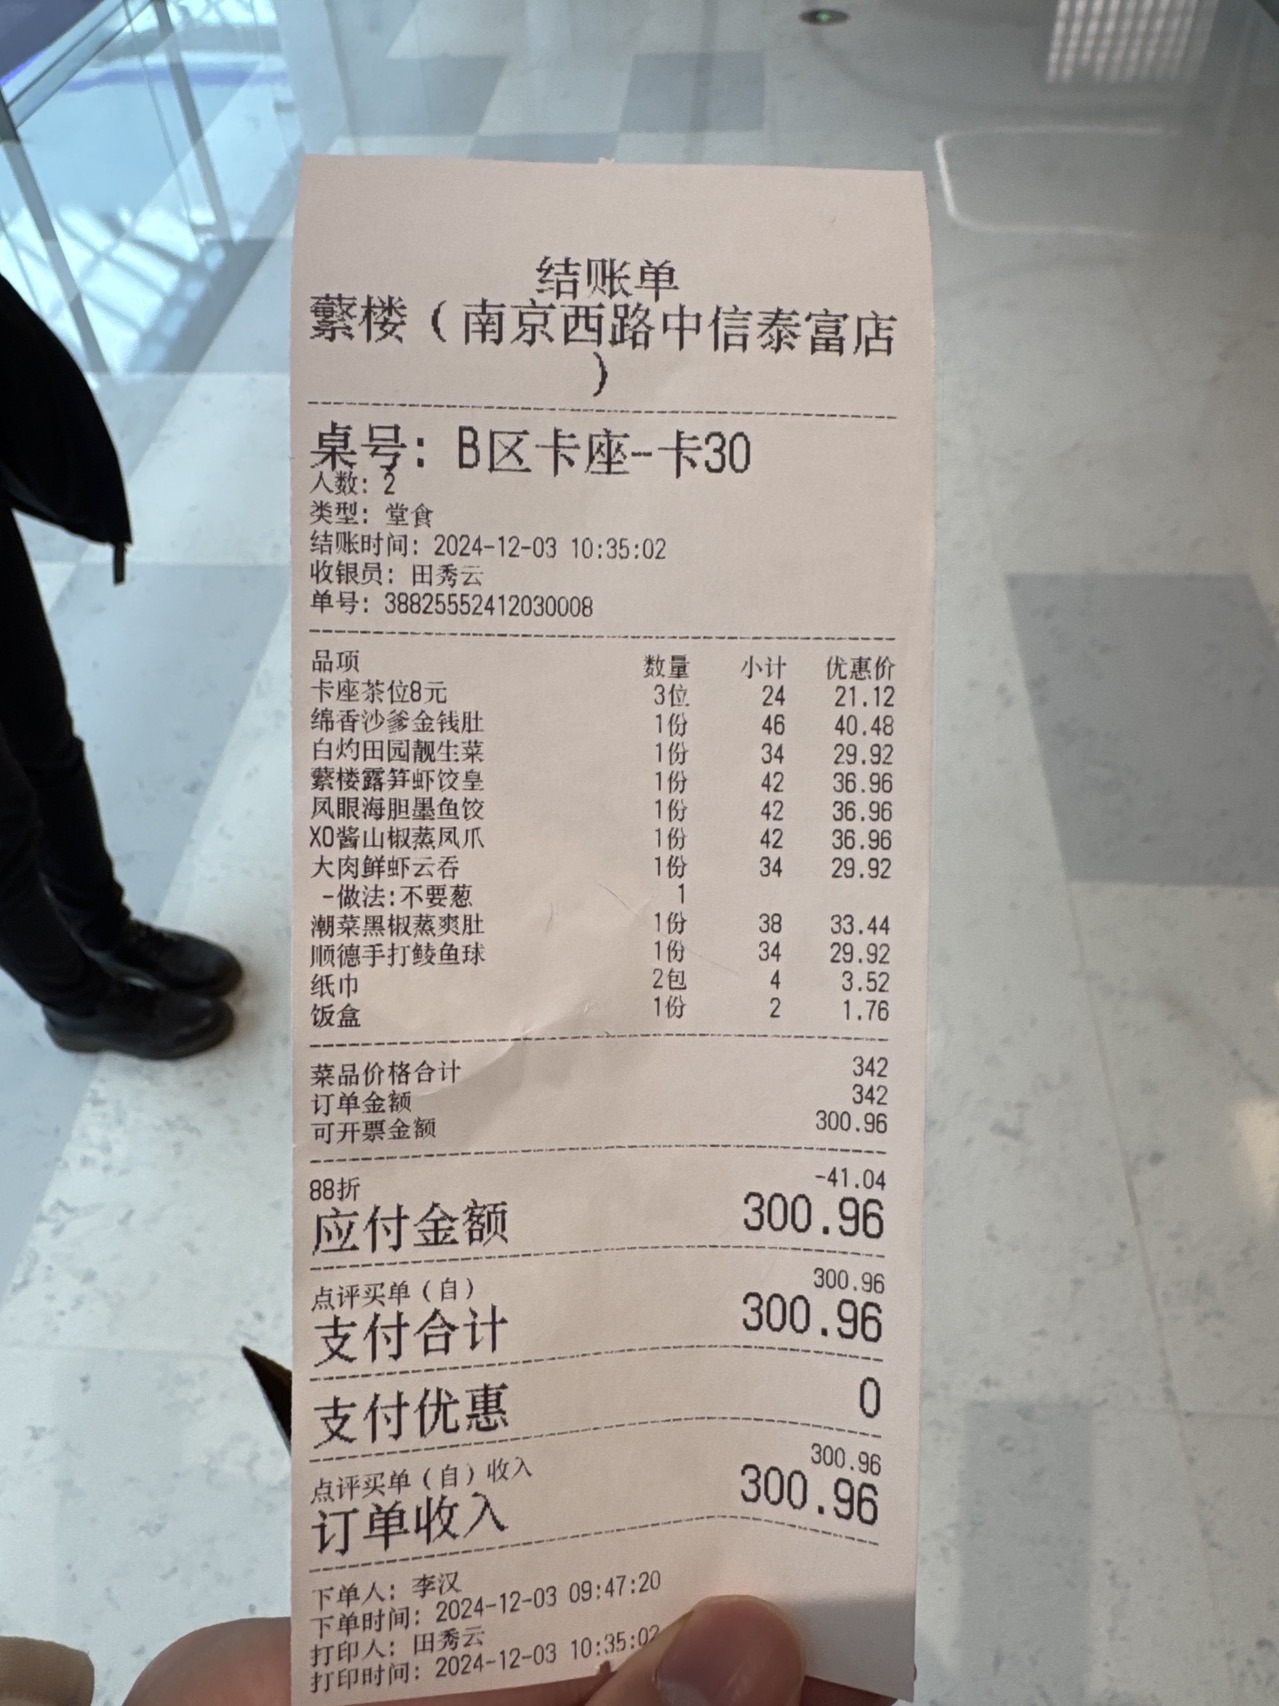 结账单
蘩楼（南京西路中信泰富店
）
桌号：B区卡座-卡30
人数：2
类型：堂食
结账时间：2024-12-03 10:35:02
收银员：田秀云
单号：38825552412030008
品项 数量 小计 优惠价
卡座茶位8元 3位 24 21.12
绵香沙爹金钱肚 1份 46 40.48
白灼田园靓生菜 1份 34 29.92
蘩楼露笋虾饺皇 1份 42 36.96
凤眼海胆墨鱼饺 1份 42 36.96
XO酱山椒蒸凤爪 1份 42 36.96
大肉鲜虾云吞 1份 34 29.92
-做法:不要葱 1
潮菜黑椒蒸爽肚 1份 38 33.44
顺德手打鲮鱼球 1份 34 29.92
纸巾 2包 4 3.52
饭盒 1份 2 1.76
菜品价格合计 342
订单金额 342
可开票金额 300.96
88折 -41.04
应付金额 300.96
点评买单（自） 300.96
支付合计 300.96
支付优惠 0
点评买单（自）收入 300.96
订单收入 300.96
下单人：李汉
下单时间：2024-12-03 09:47:20
打印人：田秀云
打印时间：2024-12-03 10:35:02